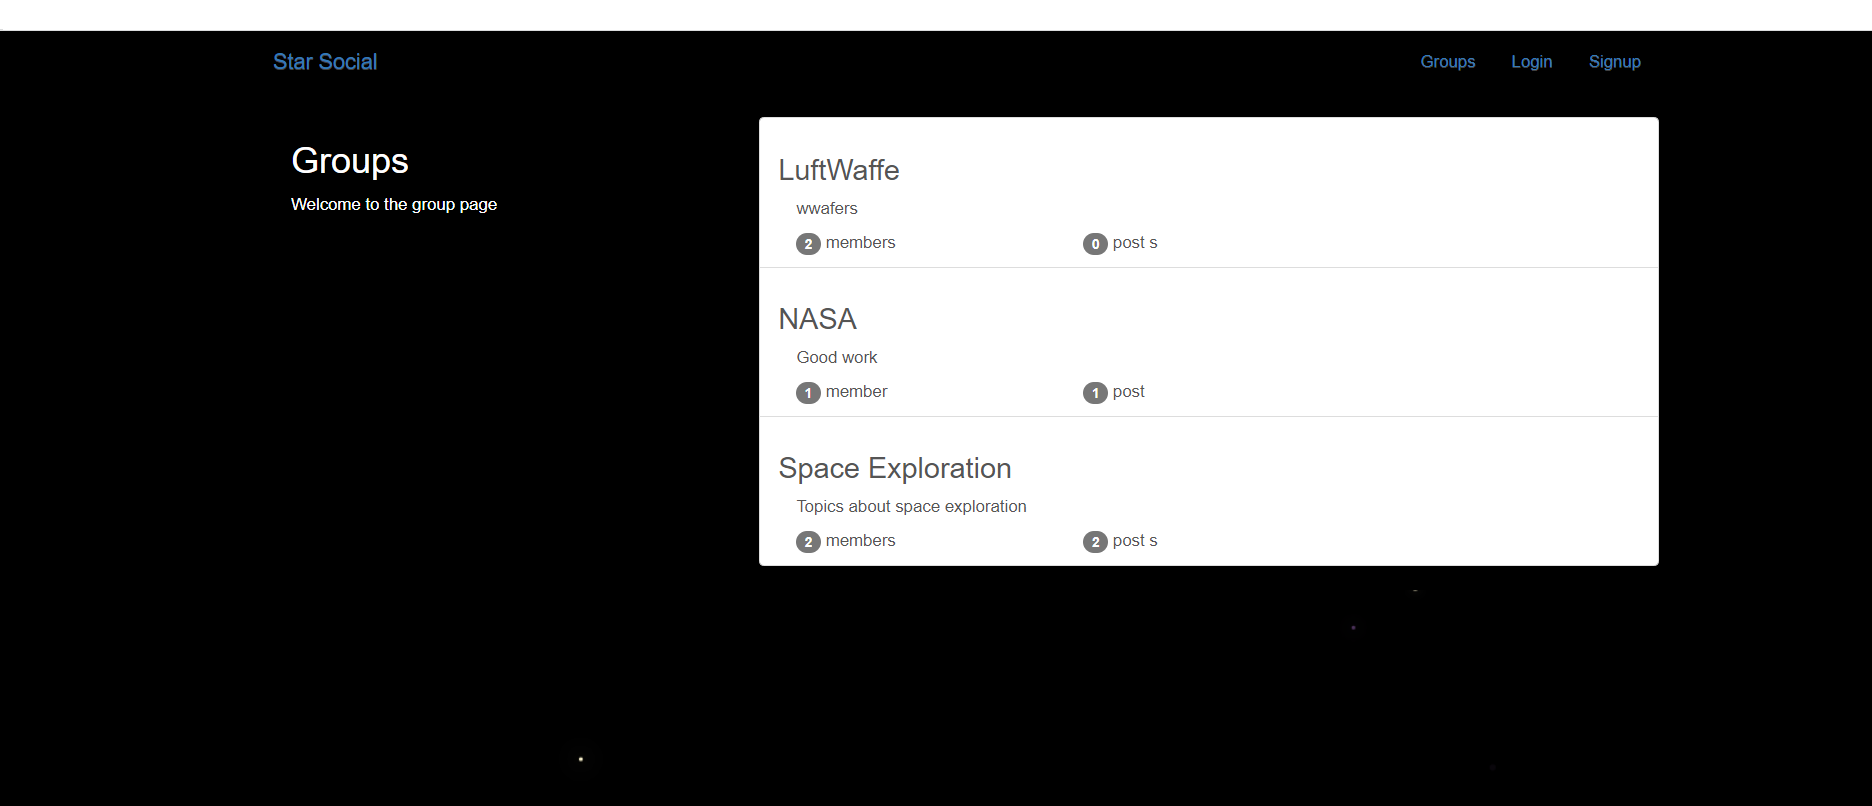 Star Social
Groups Login Signup
Groups
Welcome to the group page
LuftWaffe
wwafers
2 members 0 post s
NASA
Good work
1 member 1 post
Space Exploration
Topics about space exploration
2 members 2 post s